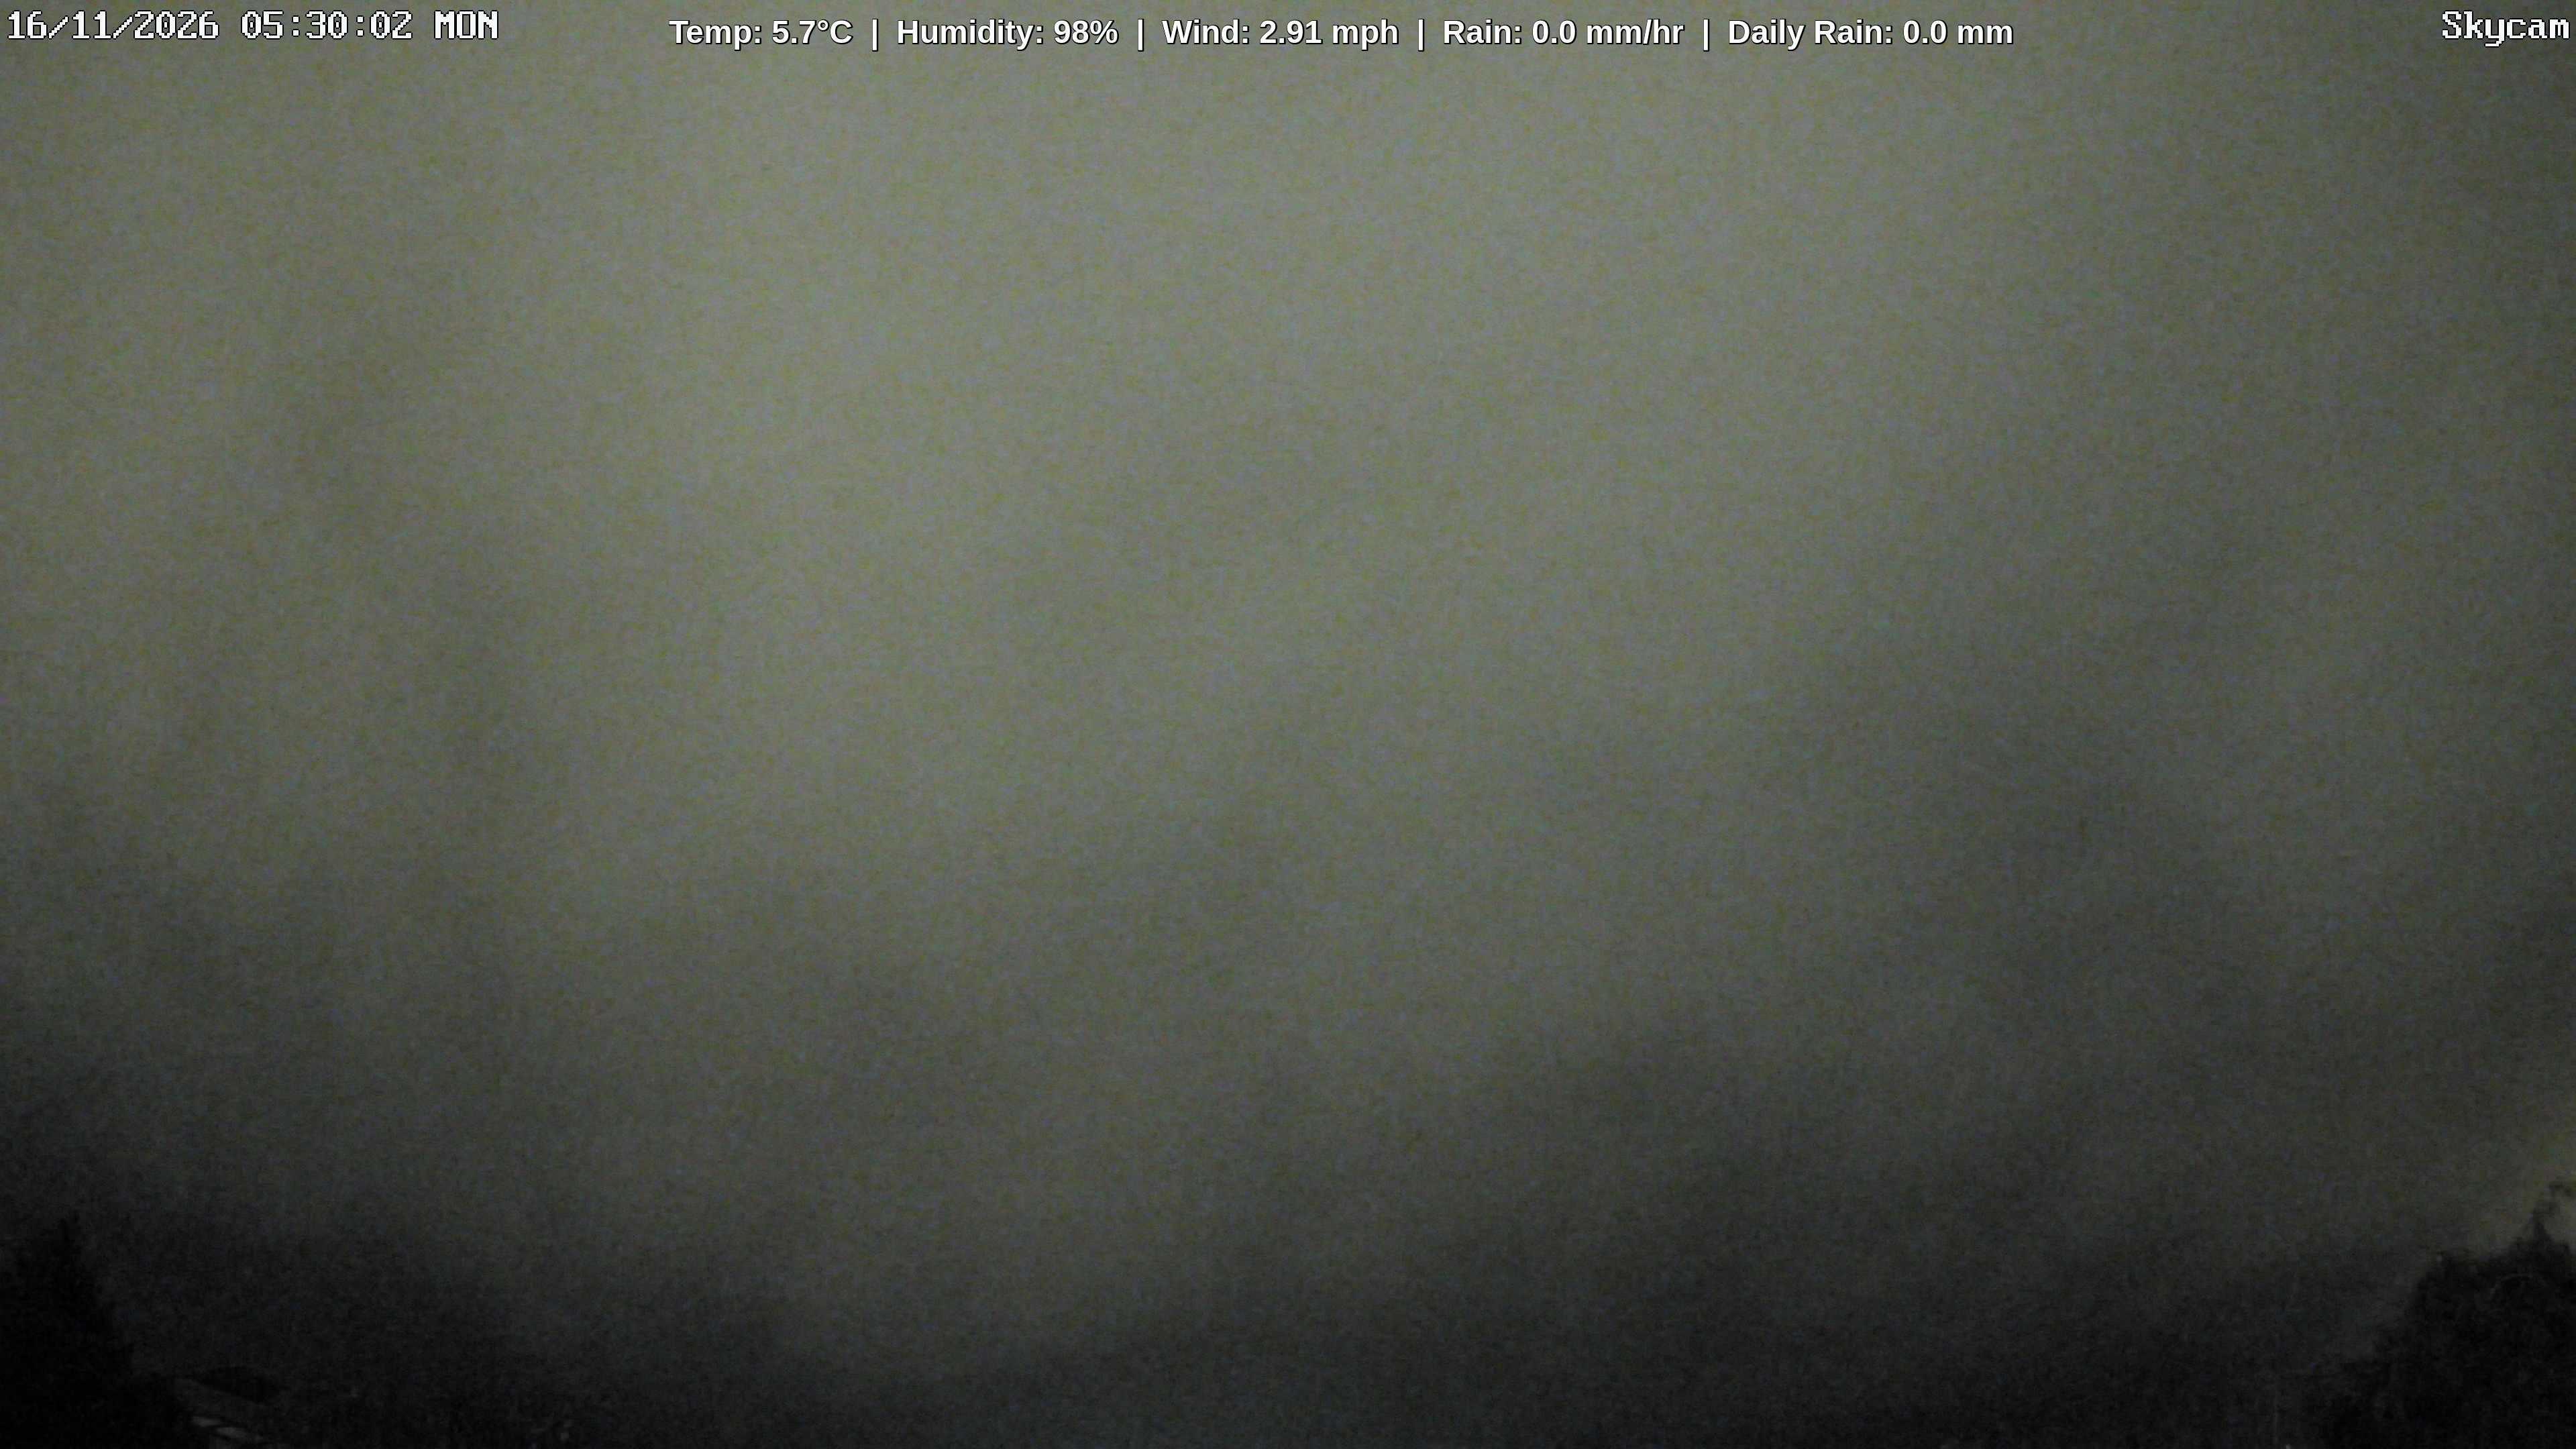 16/11/2026 05:30:02 MON
Temp: 5.7°C | Humidity: 98% | Wind: 2.91 mph | Rain: 0.0 mm/hr | Daily Rain: 0.0 mm
Skycam